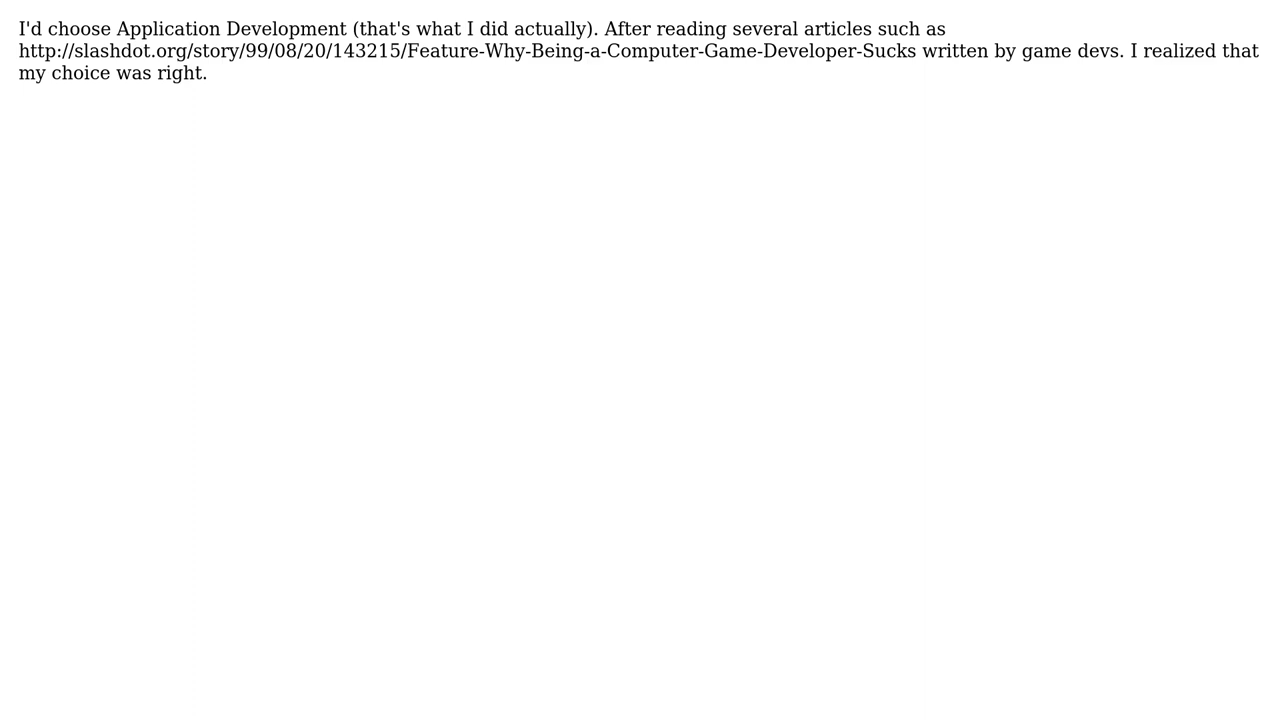 I'd choose Application Development (that's what I did actually). After reading several articles such as
http://slashdot.org/story/99/08/20/143215/Feature-Why-Being-a-Computer-Game-Developer-Sucks written by game devs. I realized that
my choice was right.